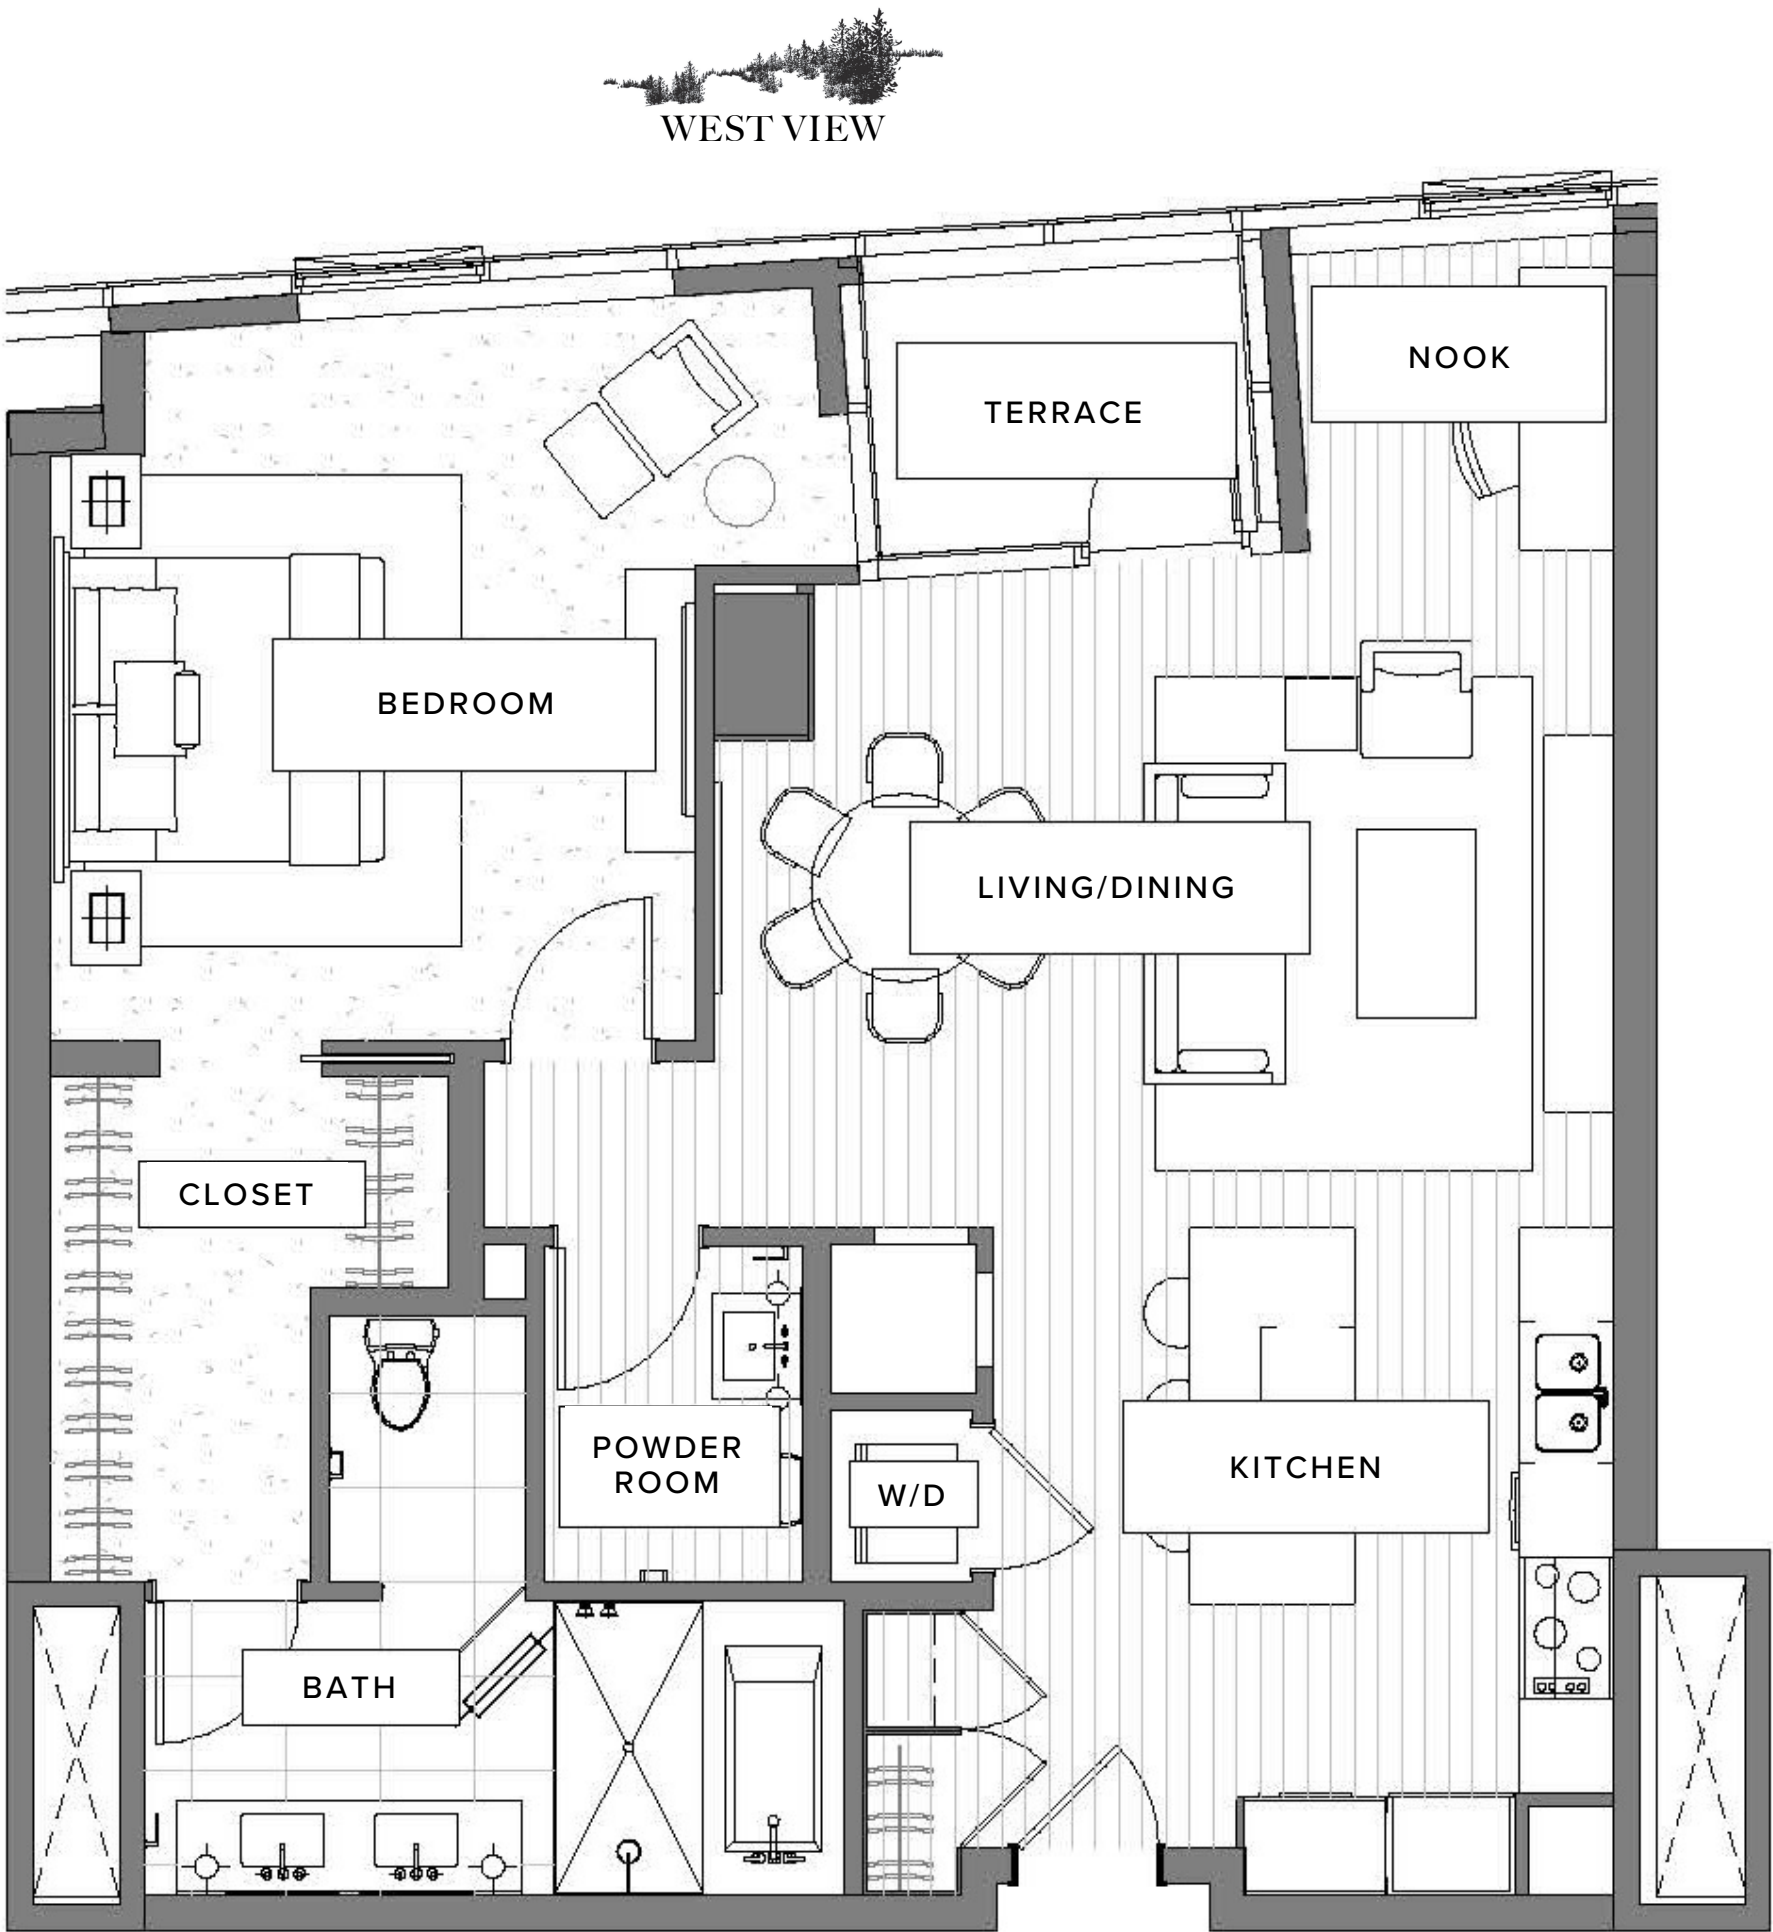 WEST VIEW
NOOK
TERRACE
BEDROOM
LIVING/DINING
CLOSET
POWDER
ROOM
W/D
KITCHEN
BATH